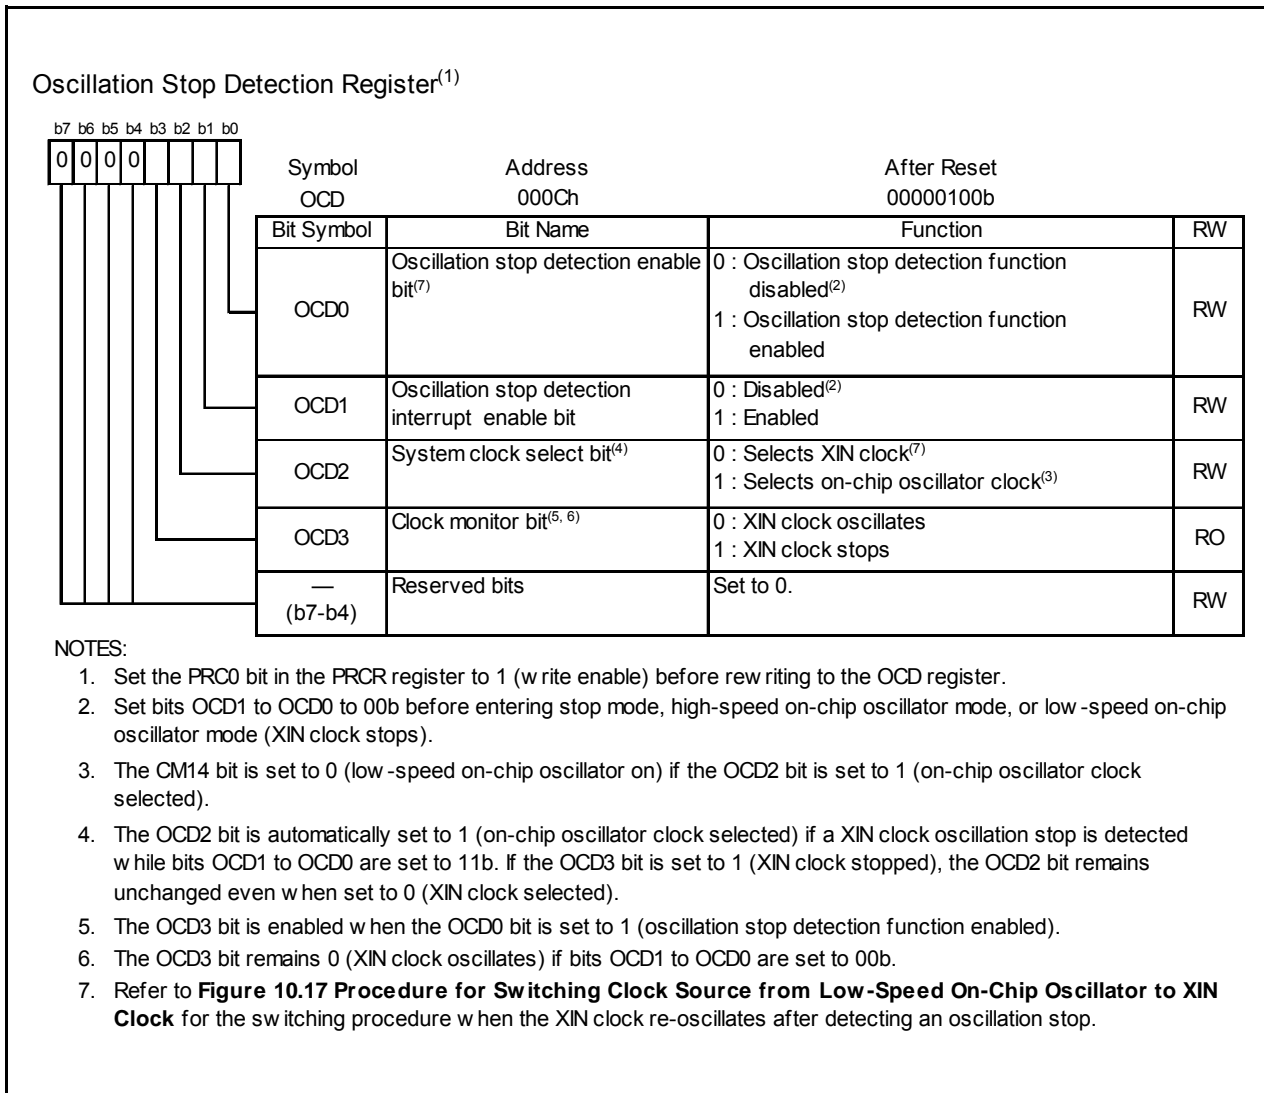 Oscillation Stop Detection Register(1)
b7 b6 b5 b4 b3 b2 b1 b0
0 0 0 0
Symbol Address After Reset
OCD 000Ch 00000100b
Bit Symbol Bit Name Function RW
OCD0 Oscillation stop detection enable bit(7) 0 : Oscillation stop detection function
disabled(2)
1 : Oscillation stop detection function
enabled RW
OCD1 Oscillation stop detection
interrupt enable bit 0 : Disabled(2)
1 : Enabled RW
OCD2 System clock select bit(4) 0 : Selects XIN clock(7)
1 : Selects on-chip oscillator clock(3) RW
OCD3 Clock monitor bit(5, 6) 0 : XIN clock oscillates
1 : XIN clock stops RO
—
(b7-b4) Reserved bits Set to 0. RW
NOTES:
1. Set the PRC0 bit in the PRCR register to 1 (write enable) before rewriting to the OCD register.
2. Set bits OCD1 to OCD0 to 00b before entering stop mode, high-speed on-chip oscillator mode, or low-speed on-chip
oscillator mode (XIN clock stops).
3. The CM14 bit is set to 0 (low-speed on-chip oscillator on) if the OCD2 bit is set to 1 (on-chip oscillator clock
selected).
4. The OCD2 bit is automatically set to 1 (on-chip oscillator clock selected) if a XIN clock oscillation stop is detected
while bits OCD1 to OCD0 are set to 11b. If the OCD3 bit is set to 1 (XIN clock stopped), the OCD2 bit remains
unchanged even when set to 0 (XIN clock selected).
5. The OCD3 bit is enabled when the OCD0 bit is set to 1 (oscillation stop detection function enabled).
6. The OCD3 bit remains 0 (XIN clock oscillates) if bits OCD1 to OCD0 are set to 00b.
7. Refer to Figure 10.17 Procedure for Switching Clock Source from Low-Speed On-Chip Oscillator to XIN
Clock for the switching procedure when the XIN clock re-oscillates after detecting an oscillation stop.